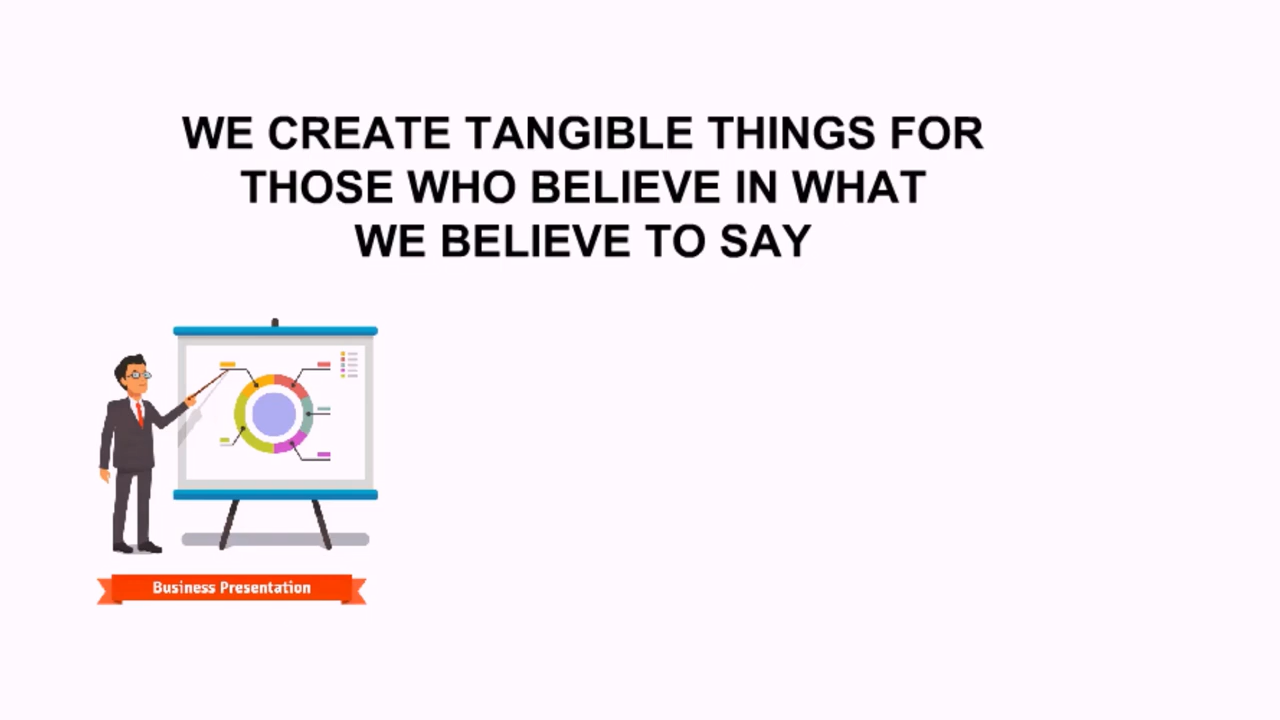 WE CREATE TANGIBLE THINGS FOR
THOSE WHO BELIEVE IN WHAT
WE BELIEVE TO SAY
Business Presentation